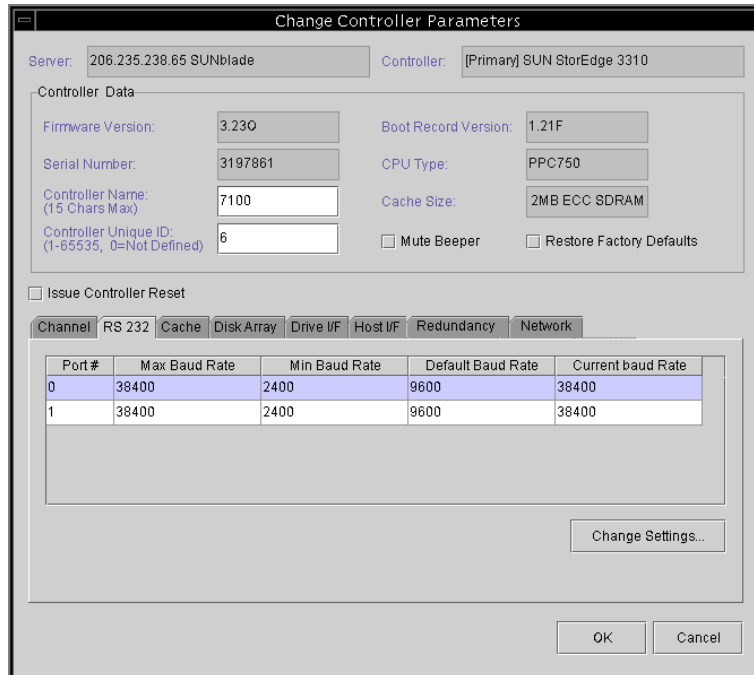 Change Controller Parameters
Server: 206.235.238.65 SUNblade Controller: [Primary] SUN StorEdge 3310
Controller Data
Firmware Version: 3.23O Boot Record Version: 1.21F
Serial Number: 3197861 CPU Type: PPC750
Controller Name:
(15 Chars Max) 7100 Cache Size: 2MB ECC SDRAM
Controller Unique ID:
(1-65535, 0=Not Defined) 6 Mute Beeper Restore Factory Defaults
Issue Controller Reset
Channel RS 232 Cache Disk Array Drive I/F Host I/F Redundancy Network
Port # Max Baud Rate Min Baud Rate Default Baud Rate Current baud Rate
0 38400 2400 9600 38400
1 38400 2400 9600 38400
Change Settings...
OK Cancel